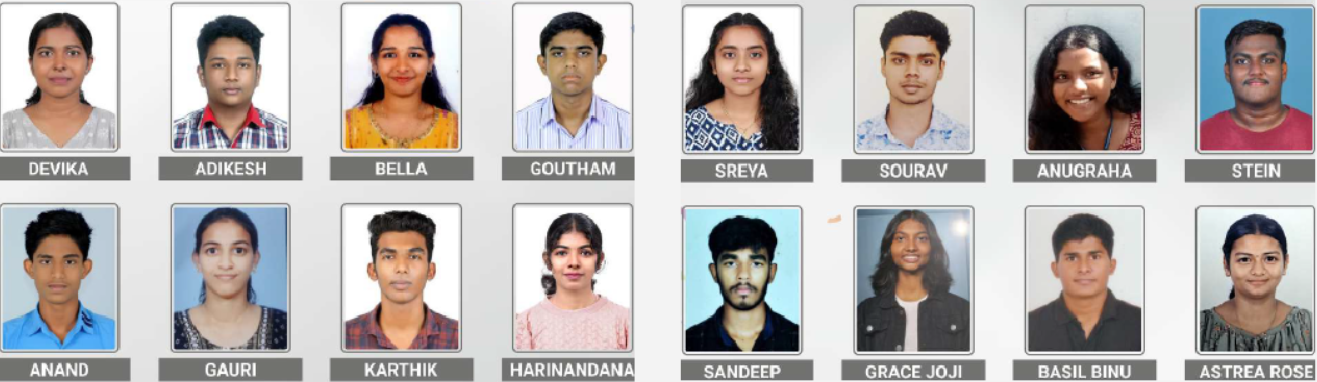 DEVIKA
ADIKESH
BELLA
GOUTHAM
SREYA
SOURAV
ANUGRAHA
STEIN
ANAND
GAURI
KARTHIK
HARINANDANA
SANDEEP
GRACE JOJI
BASIL BINU
ASTREA ROSE